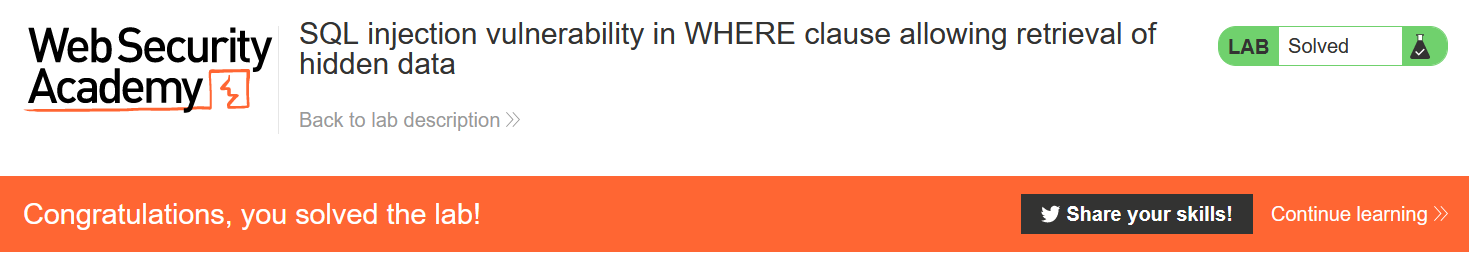 Web Security
Academy
SQL injection vulnerability in WHERE clause allowing retrieval of
hidden data
Back to lab description
LAB Solved
Congratulations, you solved the lab!
Share your skills!
Continue learning